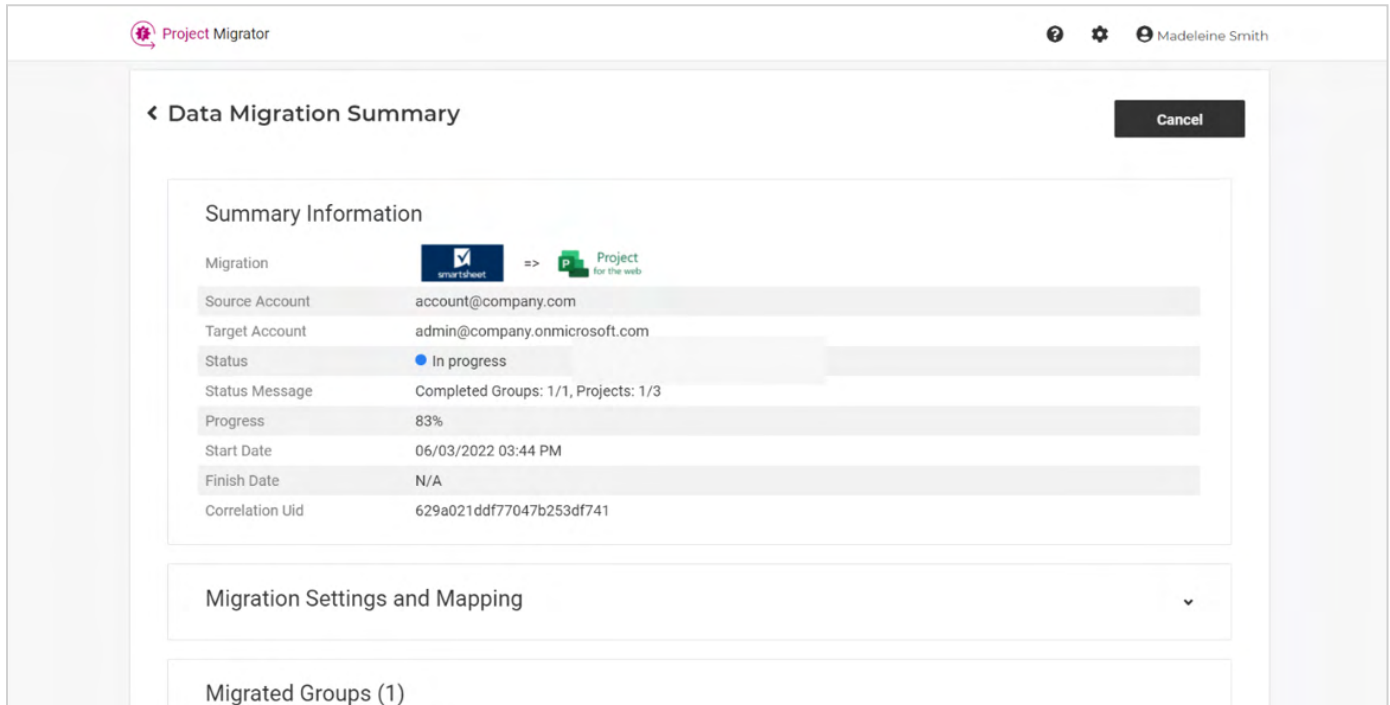 Project Migrator
Madeleine Smith
Data Migration Summary
Cancel
Summary Information
Migration smartsheet => P Project for the web
Source Account account@company.com
Target Account admin@company.onmicrosoft.com
Status In progress
Status Message Completed Groups: 1/1, Projects: 1/3
Progress 83%
Start Date 06/03/2022 03:44 PM
Finish Date N/A
Correlation Uid 629a021ddf77047b253df741
Migration Settings and Mapping
Migrated Groups (1)